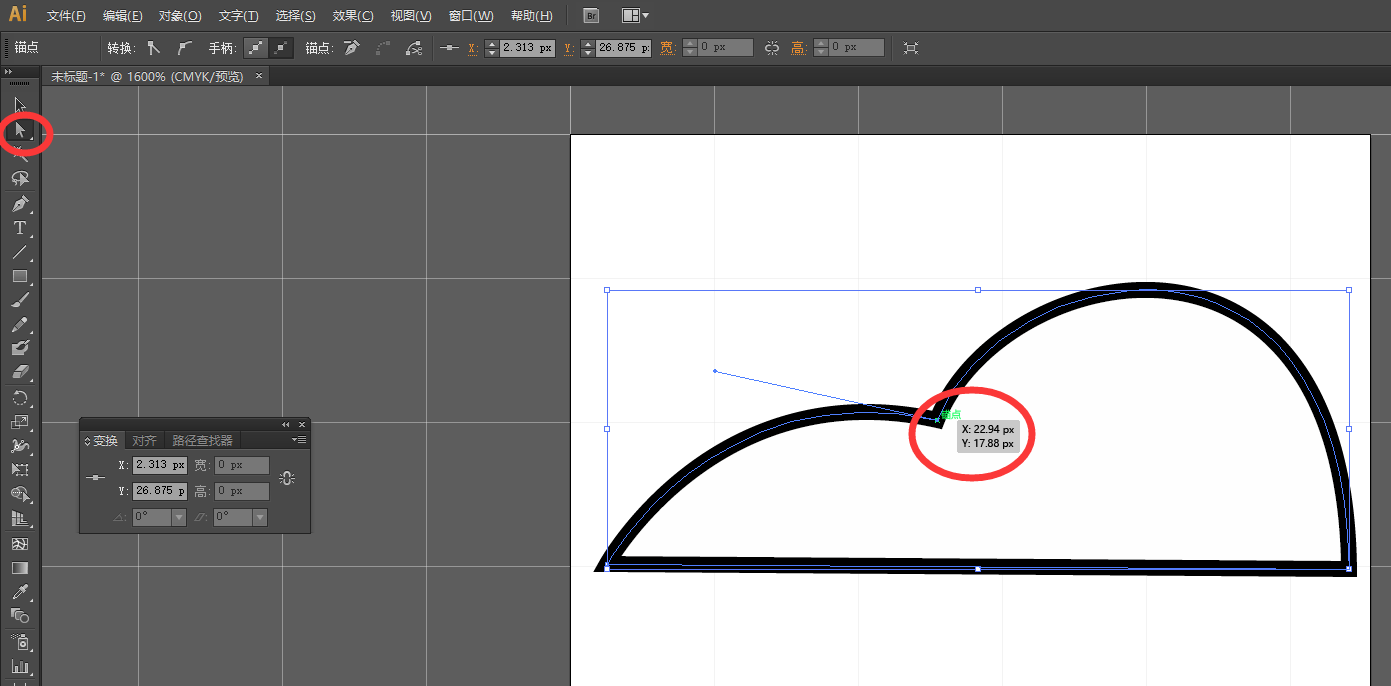 Ai 文件(F) 编辑(E) 对象(O) 文字(T) 选择(S) 效果(C) 视图(V) 窗口(W) 帮助(H) Br
锚点 转换: 手柄: 锚点: X: 2.313 px Y: 26.875 p: 宽: 0 px 高: 0 px
未标题-1* @ 1600% (CMYK/预览) ×
T
锚点
X: 22.94 px
Y: 17.88 px
变换 对齐 路径查找器
X: 2.313 px 宽: 0 px
Y: 26.875 p 高: 0 px
0° 0°